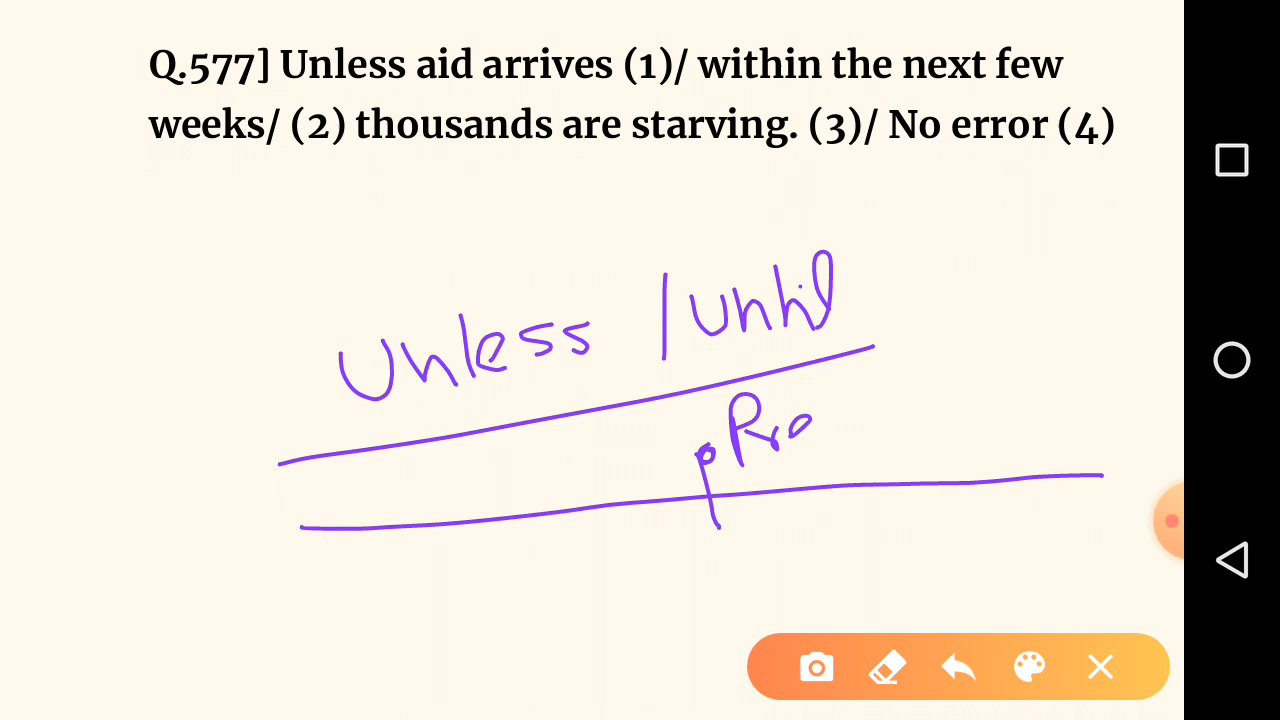 Q.577] Unless aid arrives (1)/ within the next few
weeks/ (2) thousands are starving. (3)/ No error (4)
Unless / Until
Pro